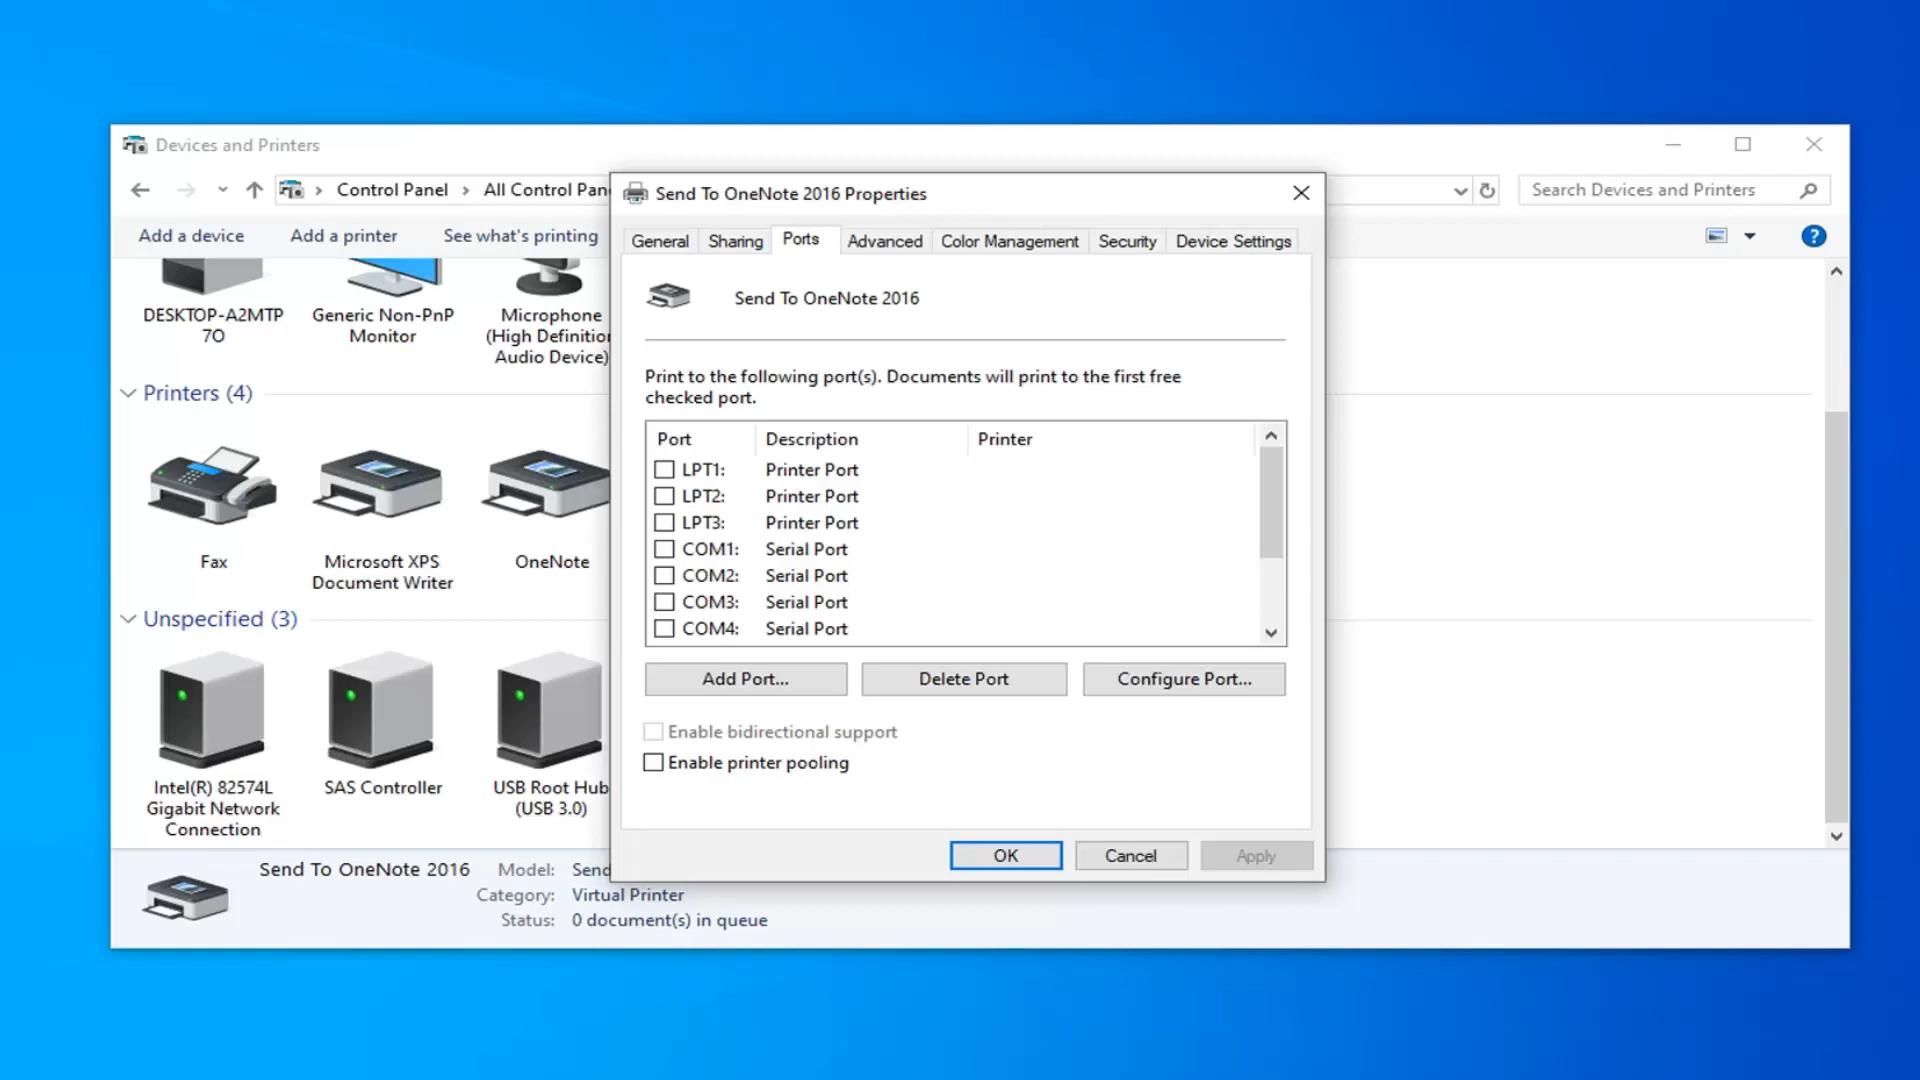 Devices and Printers
Control Panel
All Control Pan
Search Devices and Printers
Add a device
Add a printer
See what's printing
DESKTOP-A2MTP
7O
Generic Non-PnP
Monitor
Microphone
(High Definition
Audio Device)
Printers (4)
Fax
Microsoft XPS
Document Writer
OneNote
Unspecified (3)
Intel(R) 82574L
Gigabit Network
Connection
SAS Controller
USB Root Hub
(USB 3.0)
Send To OneNote 2016
Model: Send
Category: Virtual Printer
Status: 0 document(s) in queue
Send To OneNote 2016 Properties
General Sharing Ports Advanced Color Management Security Device Settings
Send To OneNote 2016
Print to the following port(s). Documents will print to the first free
checked port.
Port Description Printer
LPT1: Printer Port
LPT2: Printer Port
LPT3: Printer Port
COM1: Serial Port
COM2: Serial Port
COM3: Serial Port
COM4: Serial Port
Add Port... Delete Port Configure Port...
Enable bidirectional support
Enable printer pooling
OK Cancel Apply